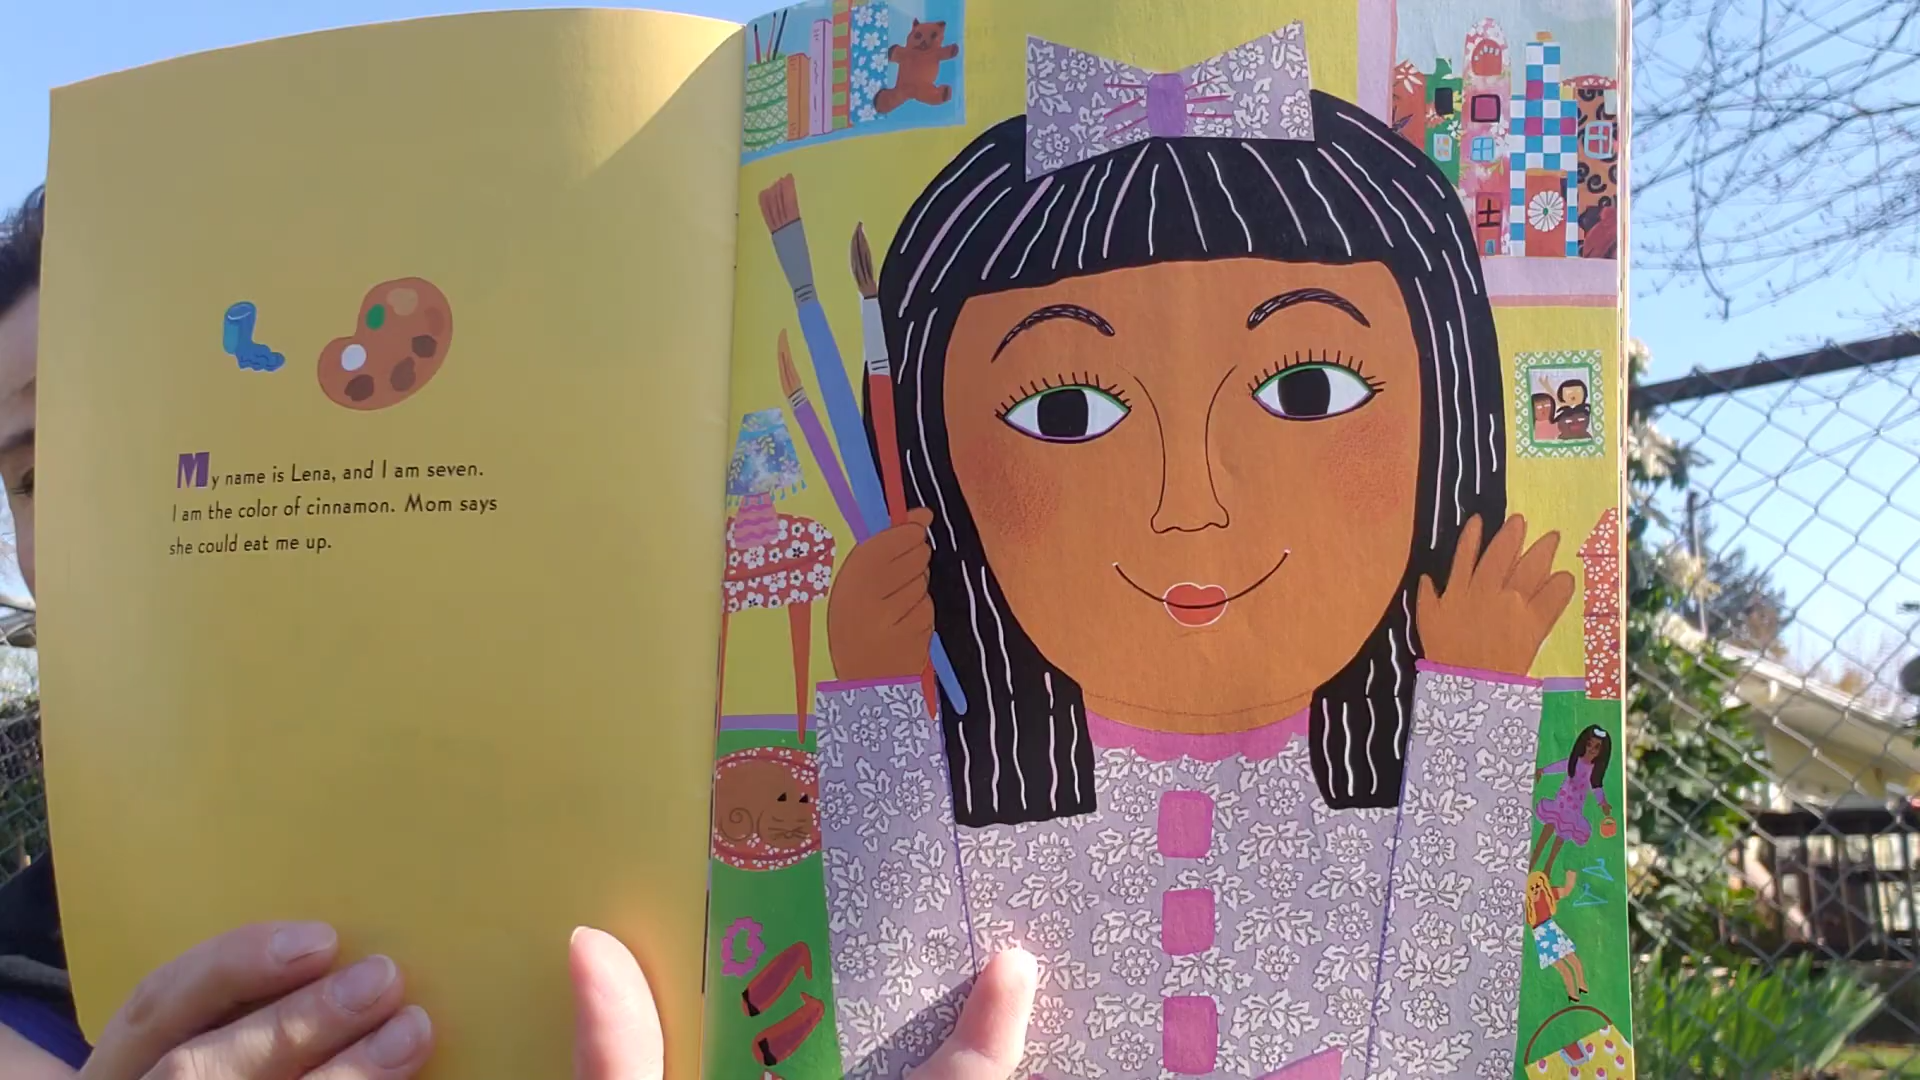 My name is Lena, and I am seven.
I am the color of cinnamon. Mom says
she could eat me up.